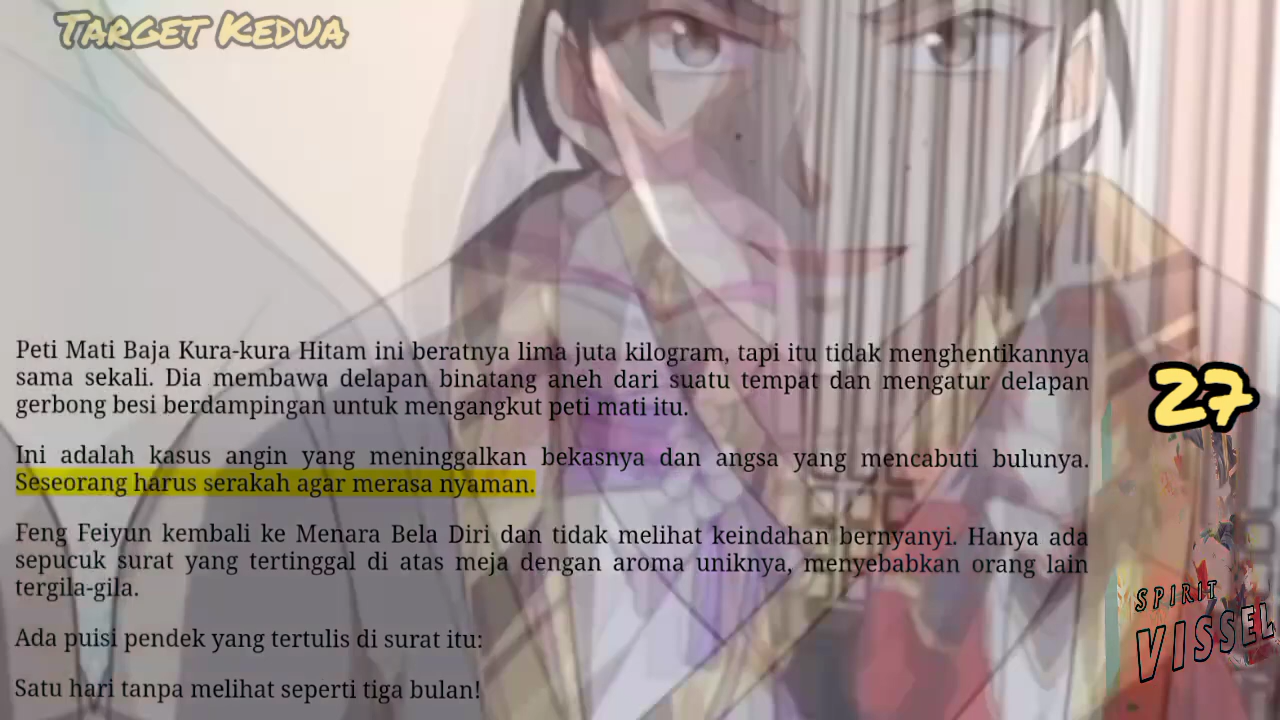 Target Kedua
Peti Mati Baja Kura-kura Hitam ini beratnya lima juta kilogram, tapi itu tidak menghentikannya
sama sekali. Dia membawa delapan binatang aneh dari suatu tempat dan mengatur delapan
gerbong besi berdampingan untuk mengangkut peti mati itu.
Ini adalah kasus angin yang meninggalkan bekasnya dan angsa yang mencabuti bulunya.
Seseorang harus serakah agar merasa nyaman.
Feng Feiyun kembali ke Menara Bela Diri dan tidak melihat keindahan bernyanyi. Hanya ada
sepucuk surat yang tertinggal di atas meja dengan aroma uniknya, menyebabkan orang lain
tergila-gila.
Ada puisi pendek yang tertulis di surat itu:
Satu hari tanpa melihat seperti tiga bulan!
27
SPIRIT
VISSEL